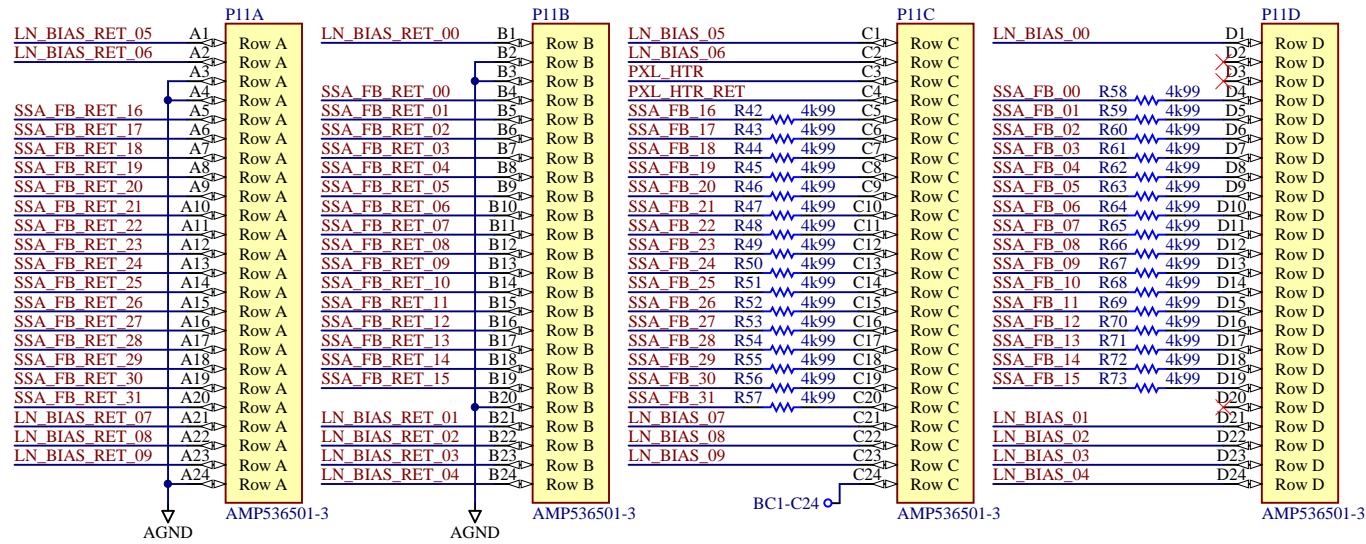 P11A
LN_BIAS_RET_05 A1 Row A
LN_BIAS_RET_06 A2 Row A
A3 Row A
A4 Row A
SSA_FB_RET_16 A5 Row A
SSA_FB_RET_17 A6 Row A
SSA_FB_RET_18 A7 Row A
SSA_FB_RET_19 A8 Row A
SSA_FB_RET_20 A9 Row A
SSA_FB_RET_21 A10 Row A
SSA_FB_RET_22 A11 Row A
SSA_FB_RET_23 A12 Row A
SSA_FB_RET_24 A13 Row A
SSA_FB_RET_25 A14 Row A
SSA_FB_RET_26 A15 Row A
SSA_FB_RET_27 A16 Row A
SSA_FB_RET_28 A17 Row A
SSA_FB_RET_29 A18 Row A
SSA_FB_RET_30 A19 Row A
SSA_FB_RET_31 A20 Row A
LN_BIAS_RET_07 A21 Row A
LN_BIAS_RET_08 A22 Row A
LN_BIAS_RET_09 A23 Row A
A24 Row A
AMP536501-3
AGND
P11B
LN_BIAS_RET_00 B1 Row B
B2 Row B
B3 Row B
SSA_FB_RET_00 B4 Row B
SSA_FB_RET_01 B5 Row B
SSA_FB_RET_02 B6 Row B
SSA_FB_RET_03 B7 Row B
SSA_FB_RET_04 B8 Row B
SSA_FB_RET_05 B9 Row B
SSA_FB_RET_06 B10 Row B
SSA_FB_RET_07 B11 Row B
SSA_FB_RET_08 B12 Row B
SSA_FB_RET_09 B13 Row B
SSA_FB_RET_10 B14 Row B
SSA_FB_RET_11 B15 Row B
SSA_FB_RET_12 B16 Row B
SSA_FB_RET_13 B17 Row B
SSA_FB_RET_14 B18 Row B
SSA_FB_RET_15 B19 Row B
B20 Row B
LN_BIAS_RET_01 B21 Row B
LN_BIAS_RET_02 B22 Row B
LN_BIAS_RET_03 B23 Row B
LN_BIAS_RET_04 B24 Row B
AMP536501-3
AGND
P11C
LN_BIAS_05 C1 Row C
LN_BIAS_06 C2 Row C
PXL_HTR C3 Row C
PXL_HTR_RET C4 Row C
SSA_FB_16 R42 4k99 C5 Row C
SSA_FB_17 R43 4k99 C6 Row C
SSA_FB_18 R44 4k99 C7 Row C
SSA_FB_19 R45 4k99 C8 Row C
SSA_FB_20 R46 4k99 C9 Row C
SSA_FB_21 R47 4k99 C10 Row C
SSA_FB_22 R48 4k99 C11 Row C
SSA_FB_23 R49 4k99 C12 Row C
SSA_FB_24 R50 4k99 C13 Row C
SSA_FB_25 R51 4k99 C14 Row C
SSA_FB_26 R52 4k99 C15 Row C
SSA_FB_27 R53 4k99 C16 Row C
SSA_FB_28 R54 4k99 C17 Row C
SSA_FB_29 R55 4k99 C18 Row C
SSA_FB_30 R56 4k99 C19 Row C
SSA_FB_31 R57 4k99 C20 Row C
LN_BIAS_07 C21 Row C
LN_BIAS_08 C22 Row C
LN_BIAS_09 C23 Row C
C24 Row C
BC1-C24
AMP536501-3
P11D
LN_BIAS_00 D1 Row D
D2 Row D
D3 Row D
SSA_FB_00 R58 4k99 D4 Row D
SSA_FB_01 R59 4k99 D5 Row D
SSA_FB_02 R60 4k99 D6 Row D
SSA_FB_03 R61 4k99 D7 Row D
SSA_FB_04 R62 4k99 D8 Row D
SSA_FB_05 R63 4k99 D9 Row D
SSA_FB_06 R64 4k99 D10 Row D
SSA_FB_07 R65 4k99 D11 Row D
SSA_FB_08 R66 4k99 D12 Row D
SSA_FB_09 R67 4k99 D13 Row D
SSA_FB_10 R68 4k99 D14 Row D
SSA_FB_11 R69 4k99 D15 Row D
SSA_FB_12 R70 4k99 D16 Row D
SSA_FB_13 R71 4k99 D17 Row D
SSA_FB_14 R72 4k99 D18 Row D
SSA_FB_15 R73 4k99 D19 Row D
D20 Row D
LN_BIAS_01 D21 Row D
LN_BIAS_02 D22 Row D
LN_BIAS_03 D23 Row D
LN_BIAS_04 D24 Row D
AMP536501-3